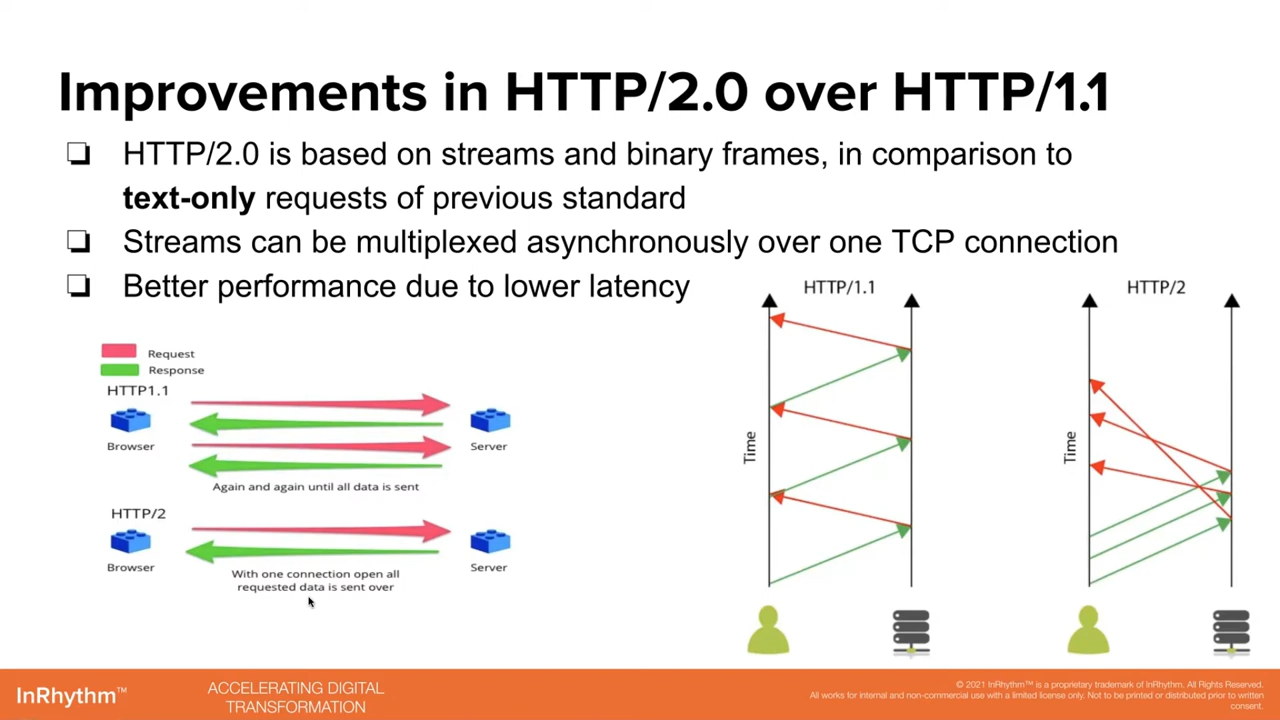 Improvements in HTTP/2.0 over HTTP/1.1
HTTP/2.0 is based on streams and binary frames, in comparison to
text-only requests of previous standard
Streams can be multiplexed asynchronously over one TCP connection
Better performance due to lower latency
Request
Response
HTTP1.1
Browser
Server
Again and again until all data is sent
HTTP/2
Browser
Server
With one connection open all
requested data is sent over
HTTP/1.1
Time
HTTP/2
Time
InRhythm™
ACCELERATING DIGITAL
TRANSFORMATION
© 2021 InRhythm™ is a proprietary trademark of InRhythm. All Rights Reserved.
All works for internal and non-commercial use with a limited license only. Not to be printed or distributed prior to written
consent.